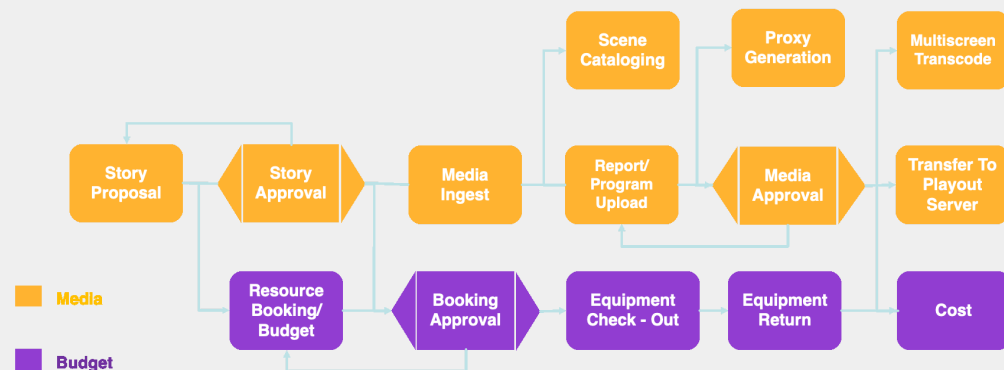 Scene
Cataloging
Proxy
Generation
Multiscreen
Transcode
Story
Proposal
Story
Approval
Media
Ingest
Report/
Program
Upload
Media
Approval
Transfer To
Playout
Server
Media
Resource
Booking/
Budget
Booking
Approval
Equipment
Check - Out
Equipment
Return
Cost
Budget